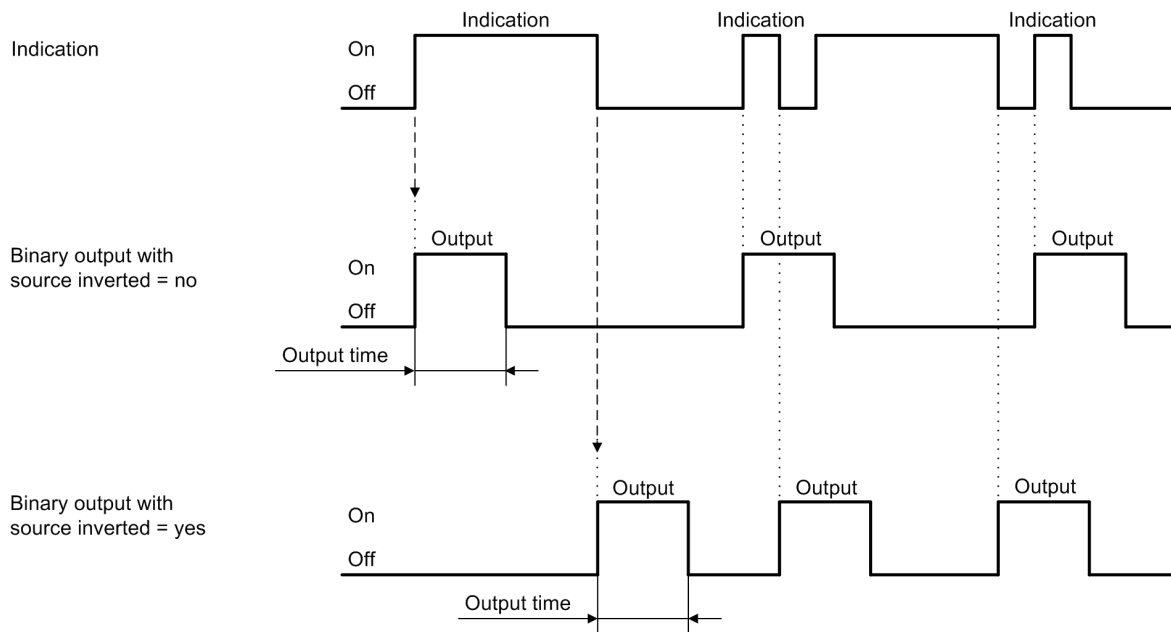 Indication Indication Indication
Indication
On
Off
Output Output Output
Binary output with
source inverted = no
On
Off
Output time
Output Output Output
Binary output with
source inverted = yes
On
Off
Output time